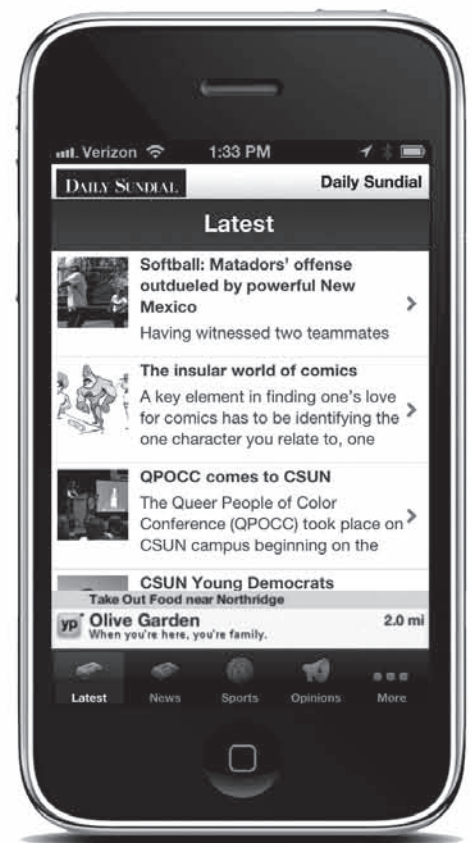 Verizon 1:33 PM
DAILY SUNDIAL Daily Sundial
Latest
Softball: Matadors' offense
outdueled by powerful New
Mexico
Having witnessed two teammates
The insular world of comics
A key element in finding one's love
for comics has to be identifying the
one character you relate to, one
QPOCC comes to CSUN
The Queer People of Color
Conference (QPOCC) took place on
CSUN campus beginning on the
CSUN Young Democrats
Take Out Food near Northridge
yp Olive Garden 2.0 mi
When you're here, you're family.
Latest News Sports Opinions More